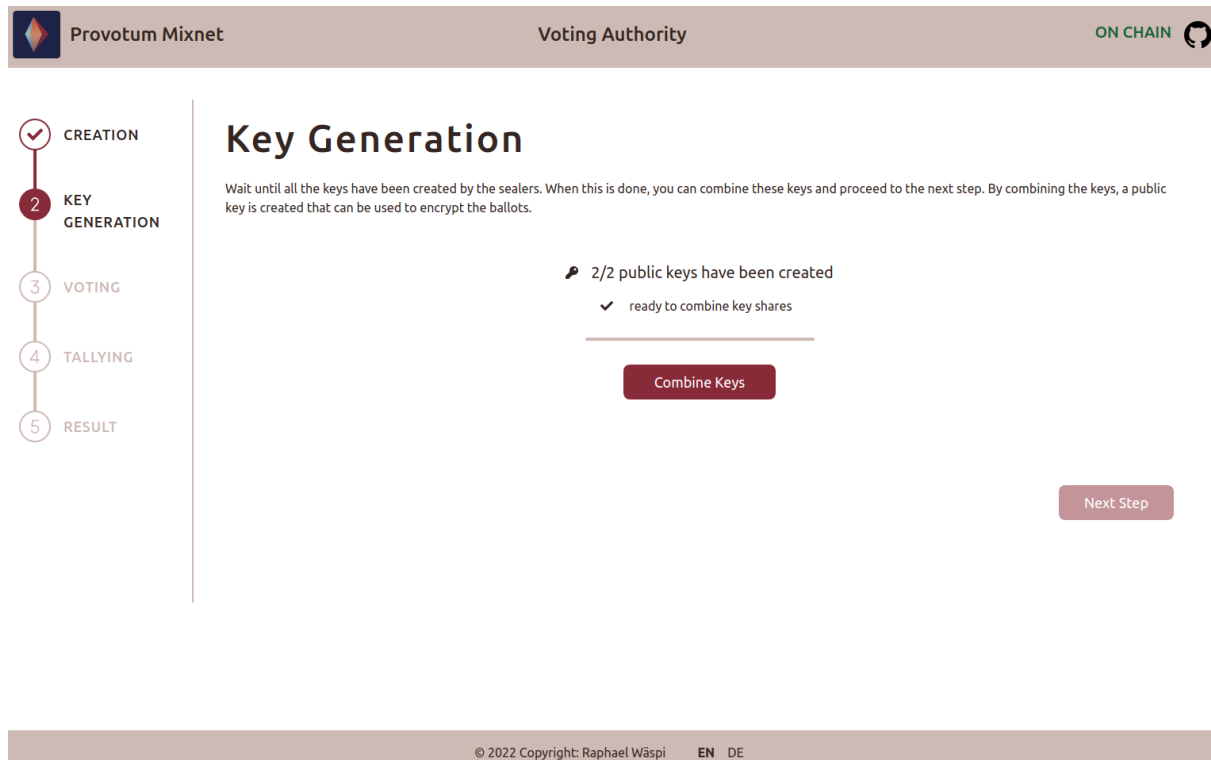 Provotum Mixnet
Voting Authority
ON CHAIN
CREATION
2
KEY
GENERATION
3
VOTING
4
TALLYING
5
RESULT
Key Generation
Wait until all the keys have been created by the sealers. When this is done, you can combine these keys and proceed to the next step. By combining the keys, a public
key is created that can be used to encrypt the ballots.
2/2 public keys have been created
ready to combine key shares
Combine Keys
Next Step
© 2022 Copyright: Raphael Wäspi
EN DE